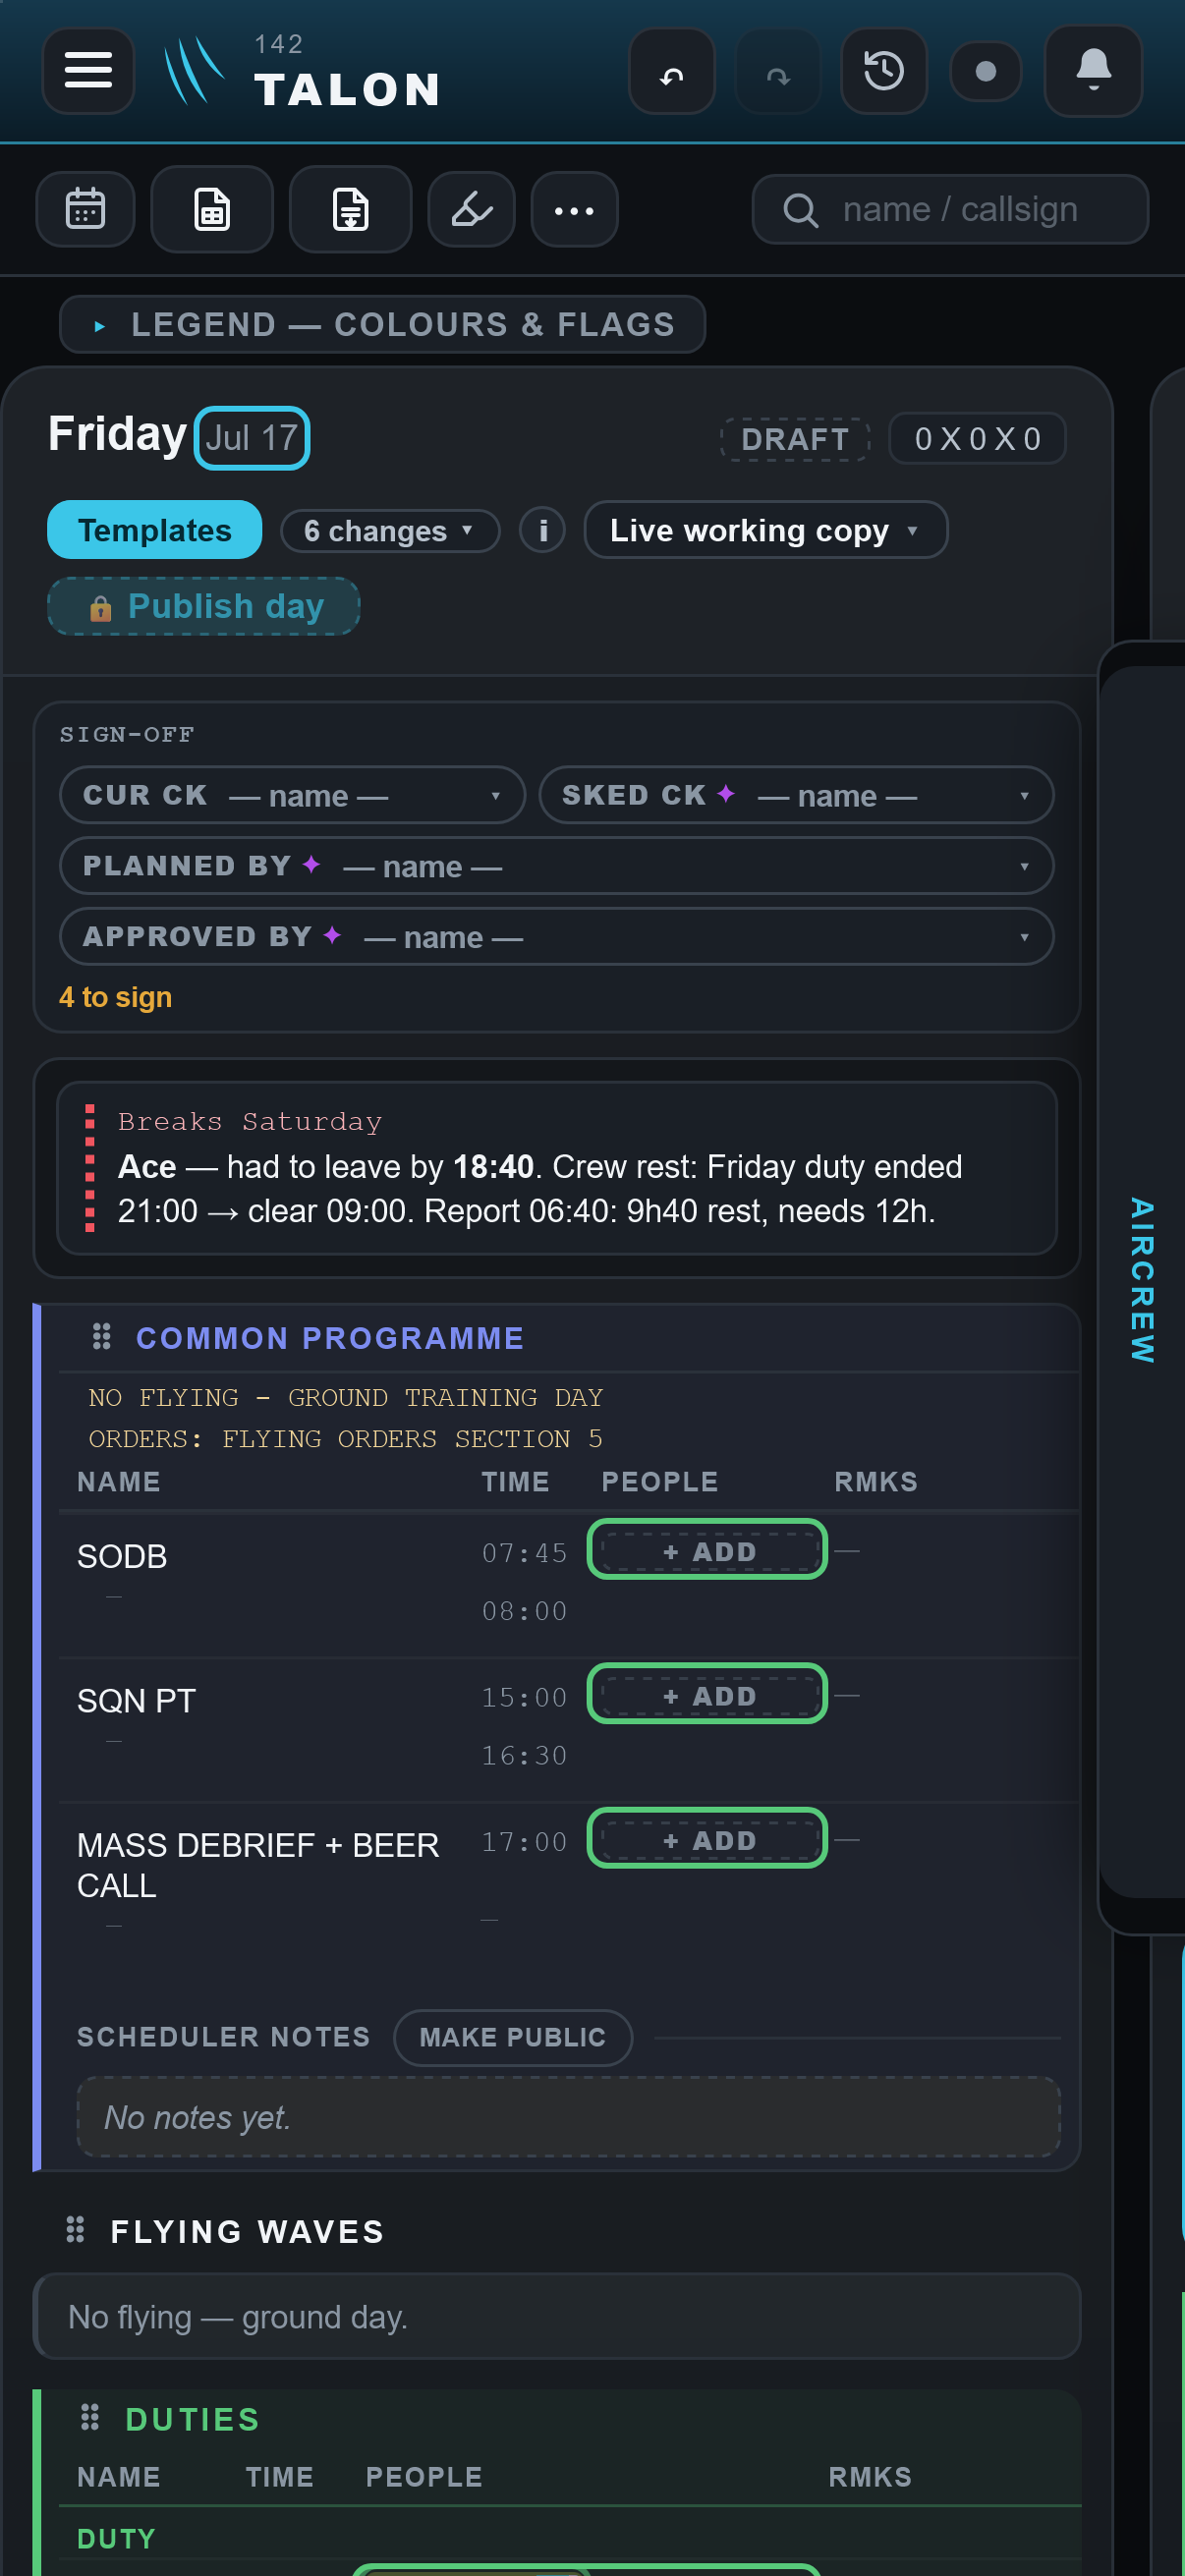 142
TALON
name / callsign
▸ LEGEND — COLOURS & FLAGS
Friday Jul 17 DRAFT 0 X 0 X 0
Templates 6 changes ▾ i Live working copy ▾
🔒 Publish day
SIGN-OFF
CUR CK — name — ▾ SKED CK ✦ — name — ▾
PLANNED BY ✦ — name — ▾
APPROVED BY ✦ — name — ▾
4 to sign
Breaks Saturday
Ace — had to leave by 18:40. Crew rest: Friday duty ended
21:00 → clear 09:00. Report 06:40: 9h40 rest, needs 12h.
AIRCREW
COMMON PROGRAMME
NO FLYING - GROUND TRAINING DAY
ORDERS: FLYING ORDERS SECTION 5
NAME TIME PEOPLE RMKS
SODB 07:45 + ADD —
— 08:00
SQN PT 15:00 + ADD —
— 16:30
MASS DEBRIEF + BEER 17:00 + ADD —
CALL
— —
SCHEDULER NOTES MAKE PUBLIC
No notes yet.
FLYING WAVES
No flying — ground day.
DUTIES
NAME TIME PEOPLE RMKS
DUTY